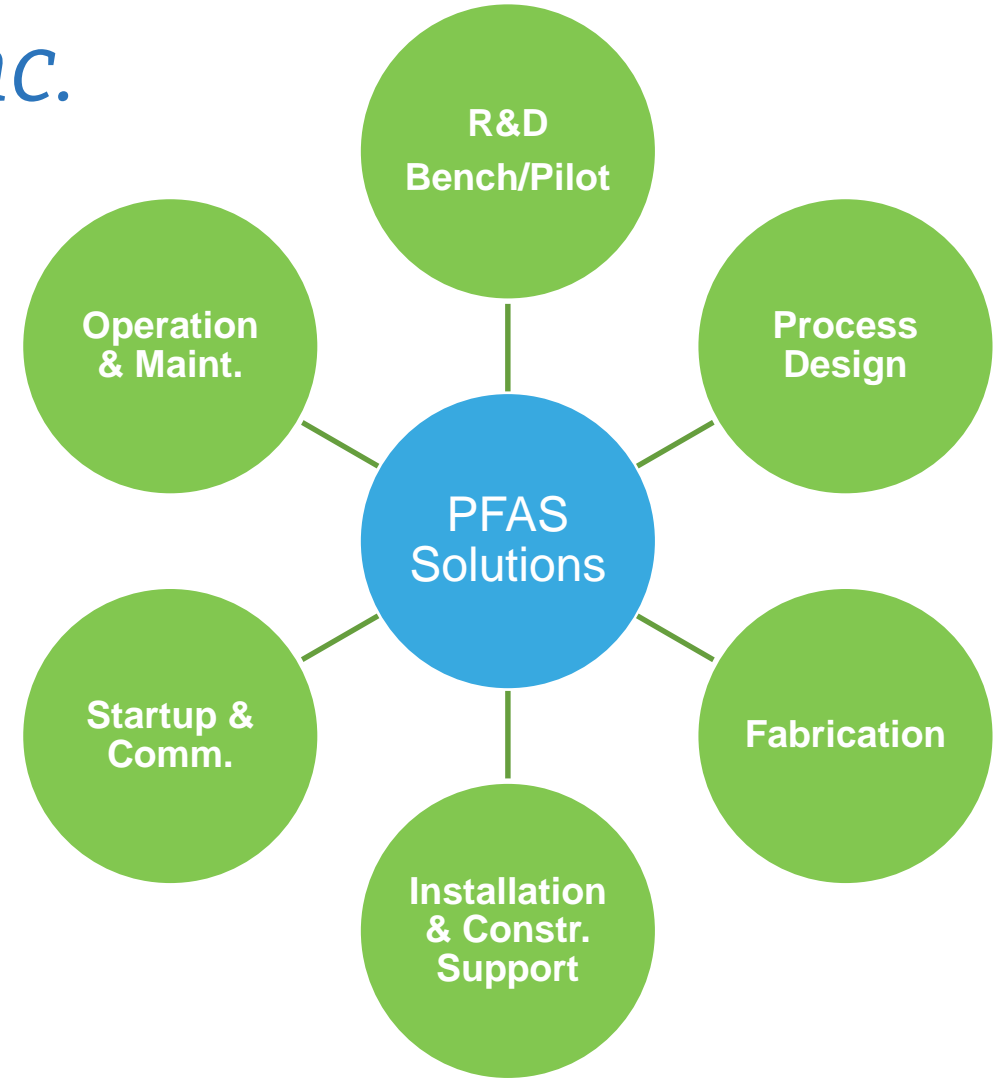 nc.
R&D
Bench/Pilot
Process
Design
Fabrication
Installation
& Constr.
Support
Startup &
Comm.
Operation
& Maint.
PFAS
Solutions